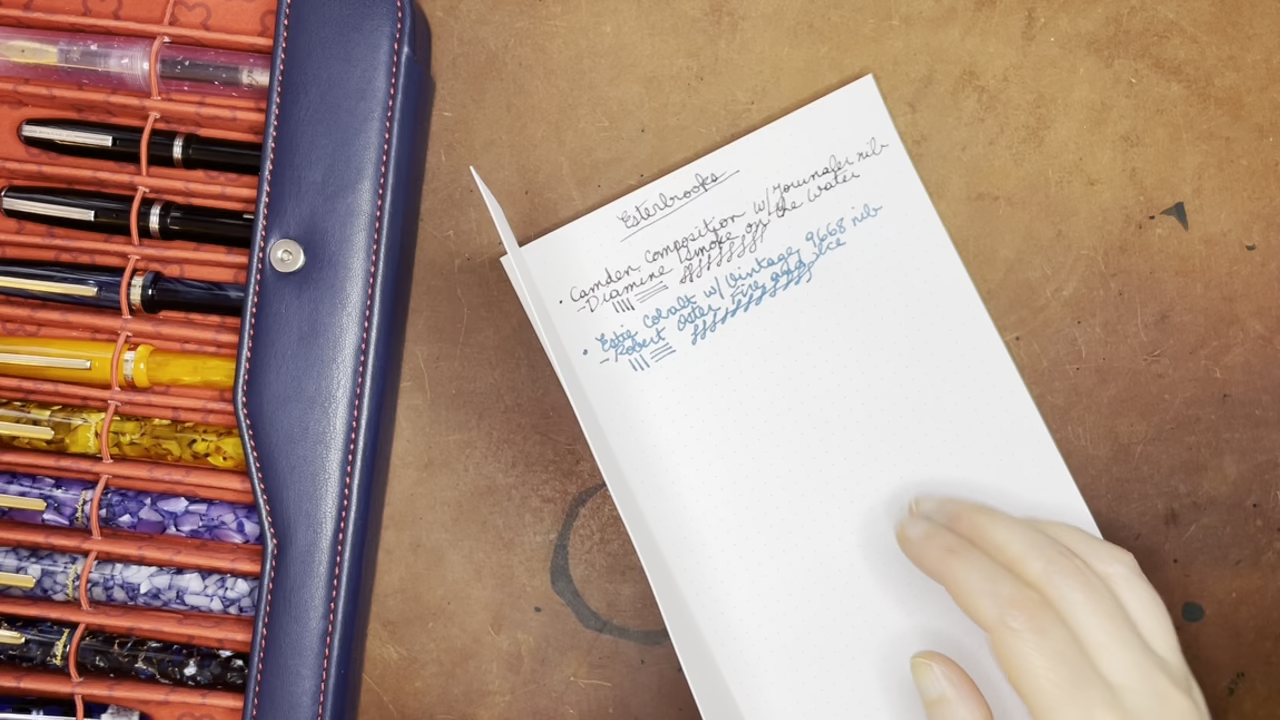 Esterbrooks
• Camden Composition w/ Journaler nib
- Diamine Smoke on the Water
• Estie Cobalt w/ Vintage 9668 nib
- Robert Oster Fire and Ice